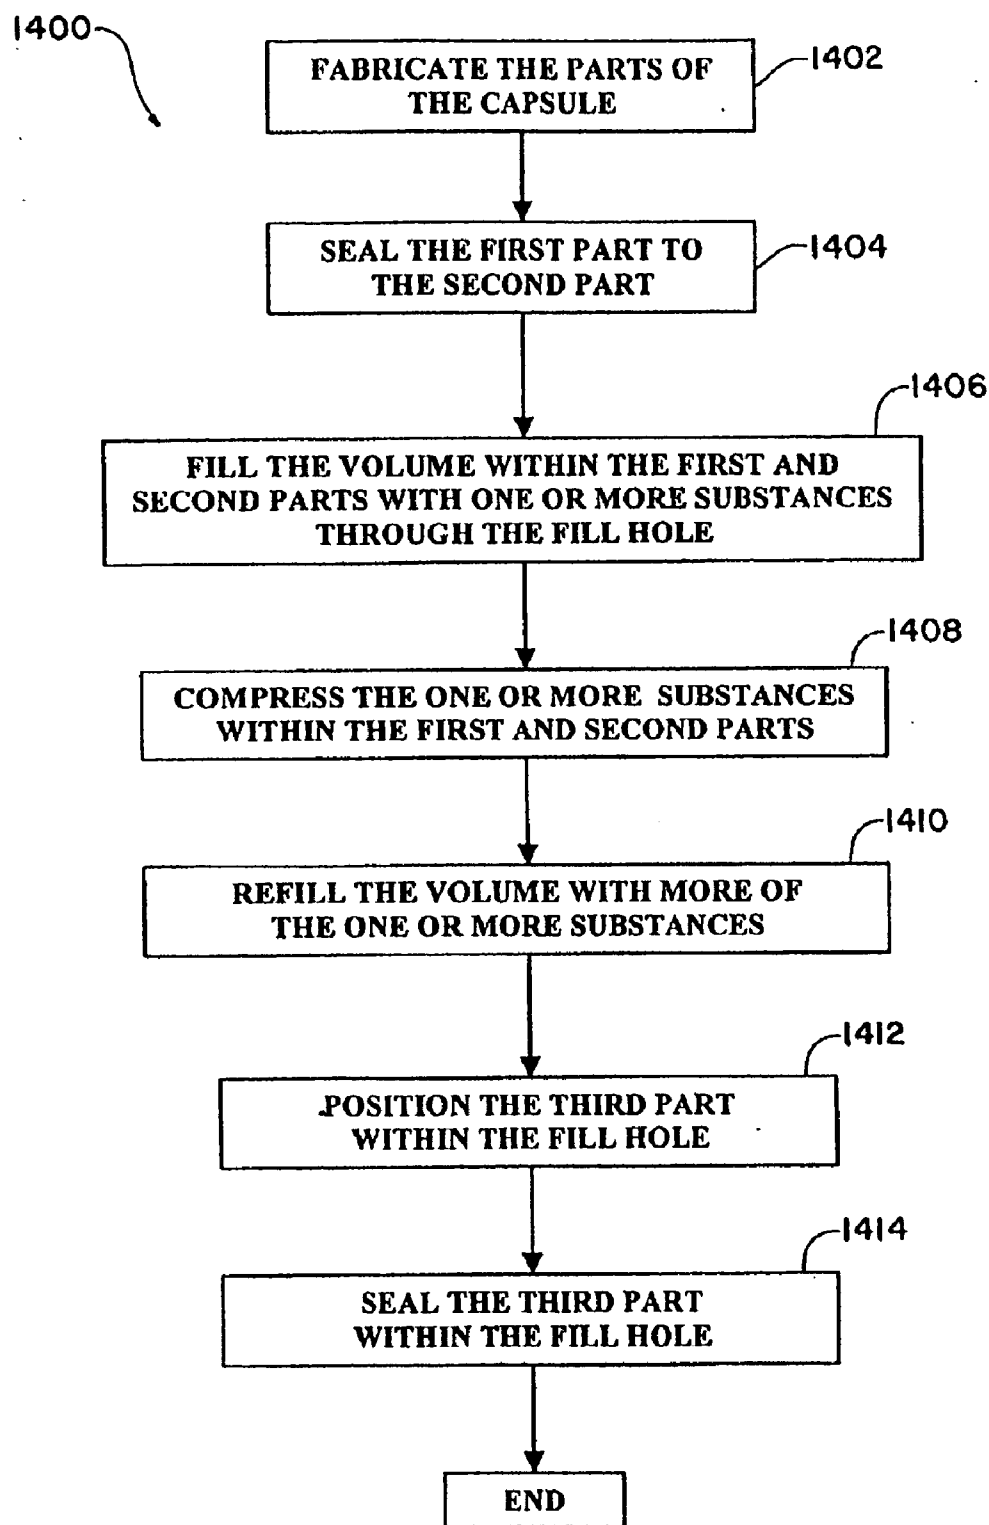 1400
FABRICATE THE PARTS OF
THE CAPSULE
1402
SEAL THE FIRST PART TO
THE SECOND PART
1404
1406
FILL THE VOLUME WITHIN THE FIRST AND
SECOND PARTS WITH ONE OR MORE SUBSTANCES
THROUGH THE FILL HOLE
1408
COMPRESS THE ONE OR MORE SUBSTANCES
WITHIN THE FIRST AND SECOND PARTS
1410
REFILL THE VOLUME WITH MORE OF
THE ONE OR MORE SUBSTANCES
1412
POSITION THE THIRD PART
WITHIN THE FILL HOLE
1414
SEAL THE THIRD PART
WITHIN THE FILL HOLE
END